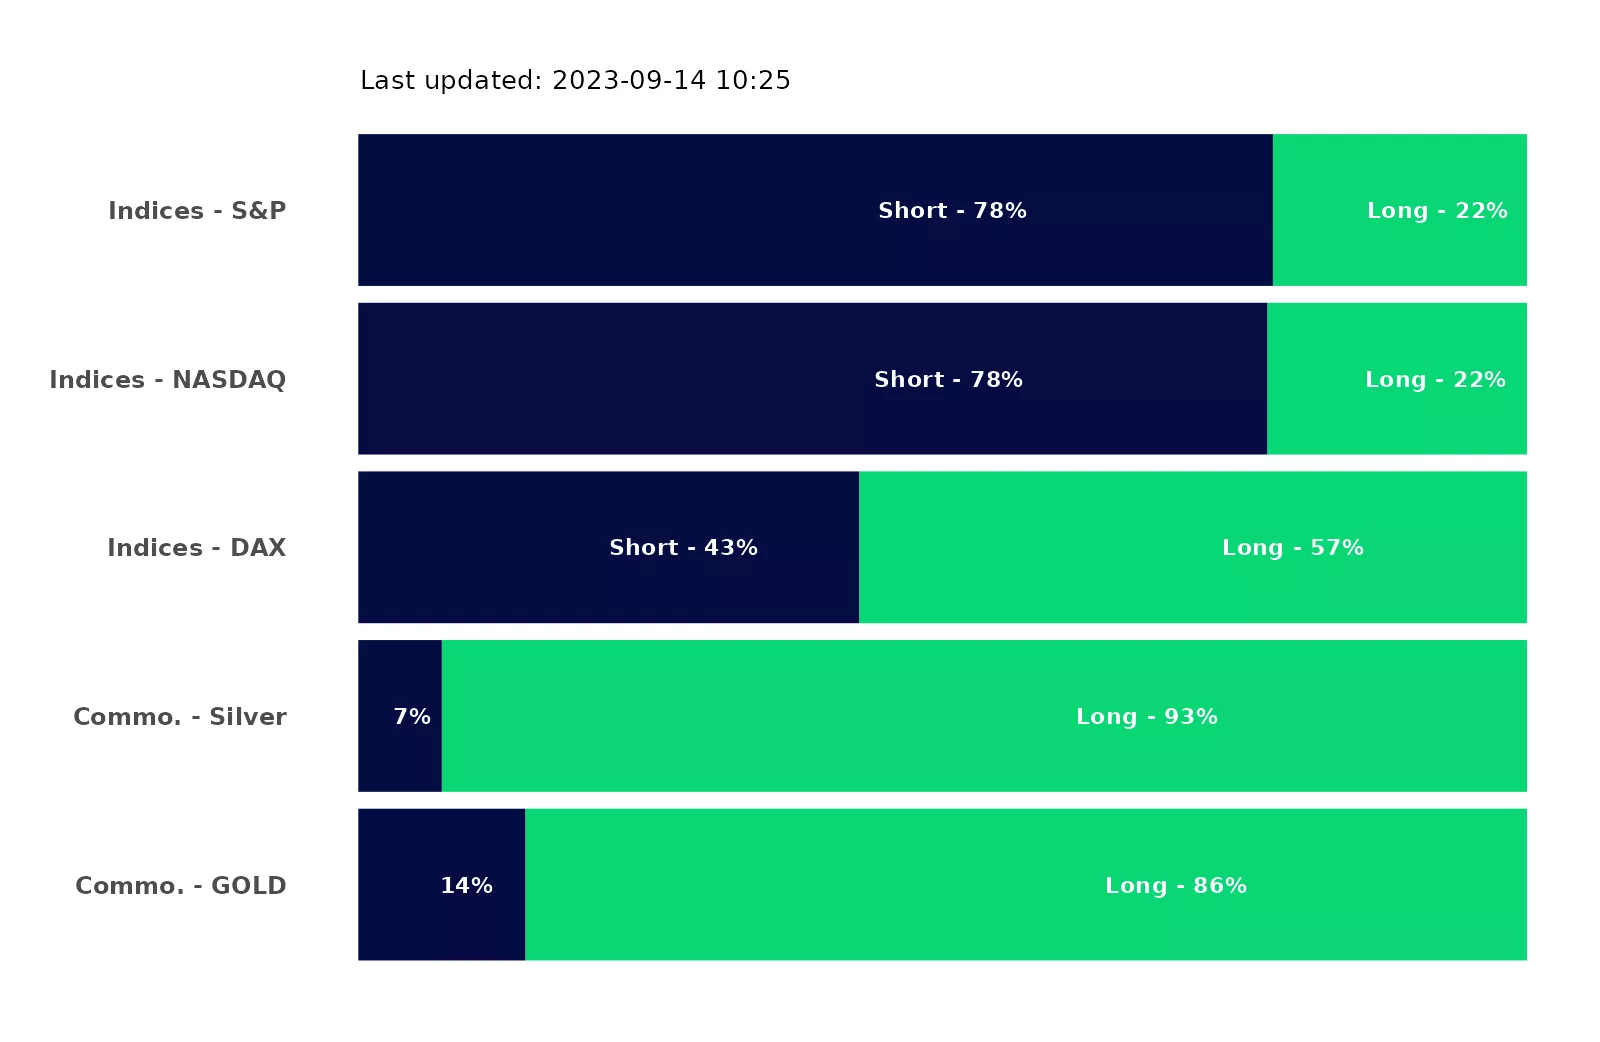 Last updated: 2023-09-14 10:25
Indices - S&P Short - 78% Long - 22%
Indices - NASDAQ Short - 78% Long - 22%
Indices - DAX Short - 43% Long - 57%
Commo. - Silver 7% Long - 93%
Commo. - GOLD 14% Long - 86%